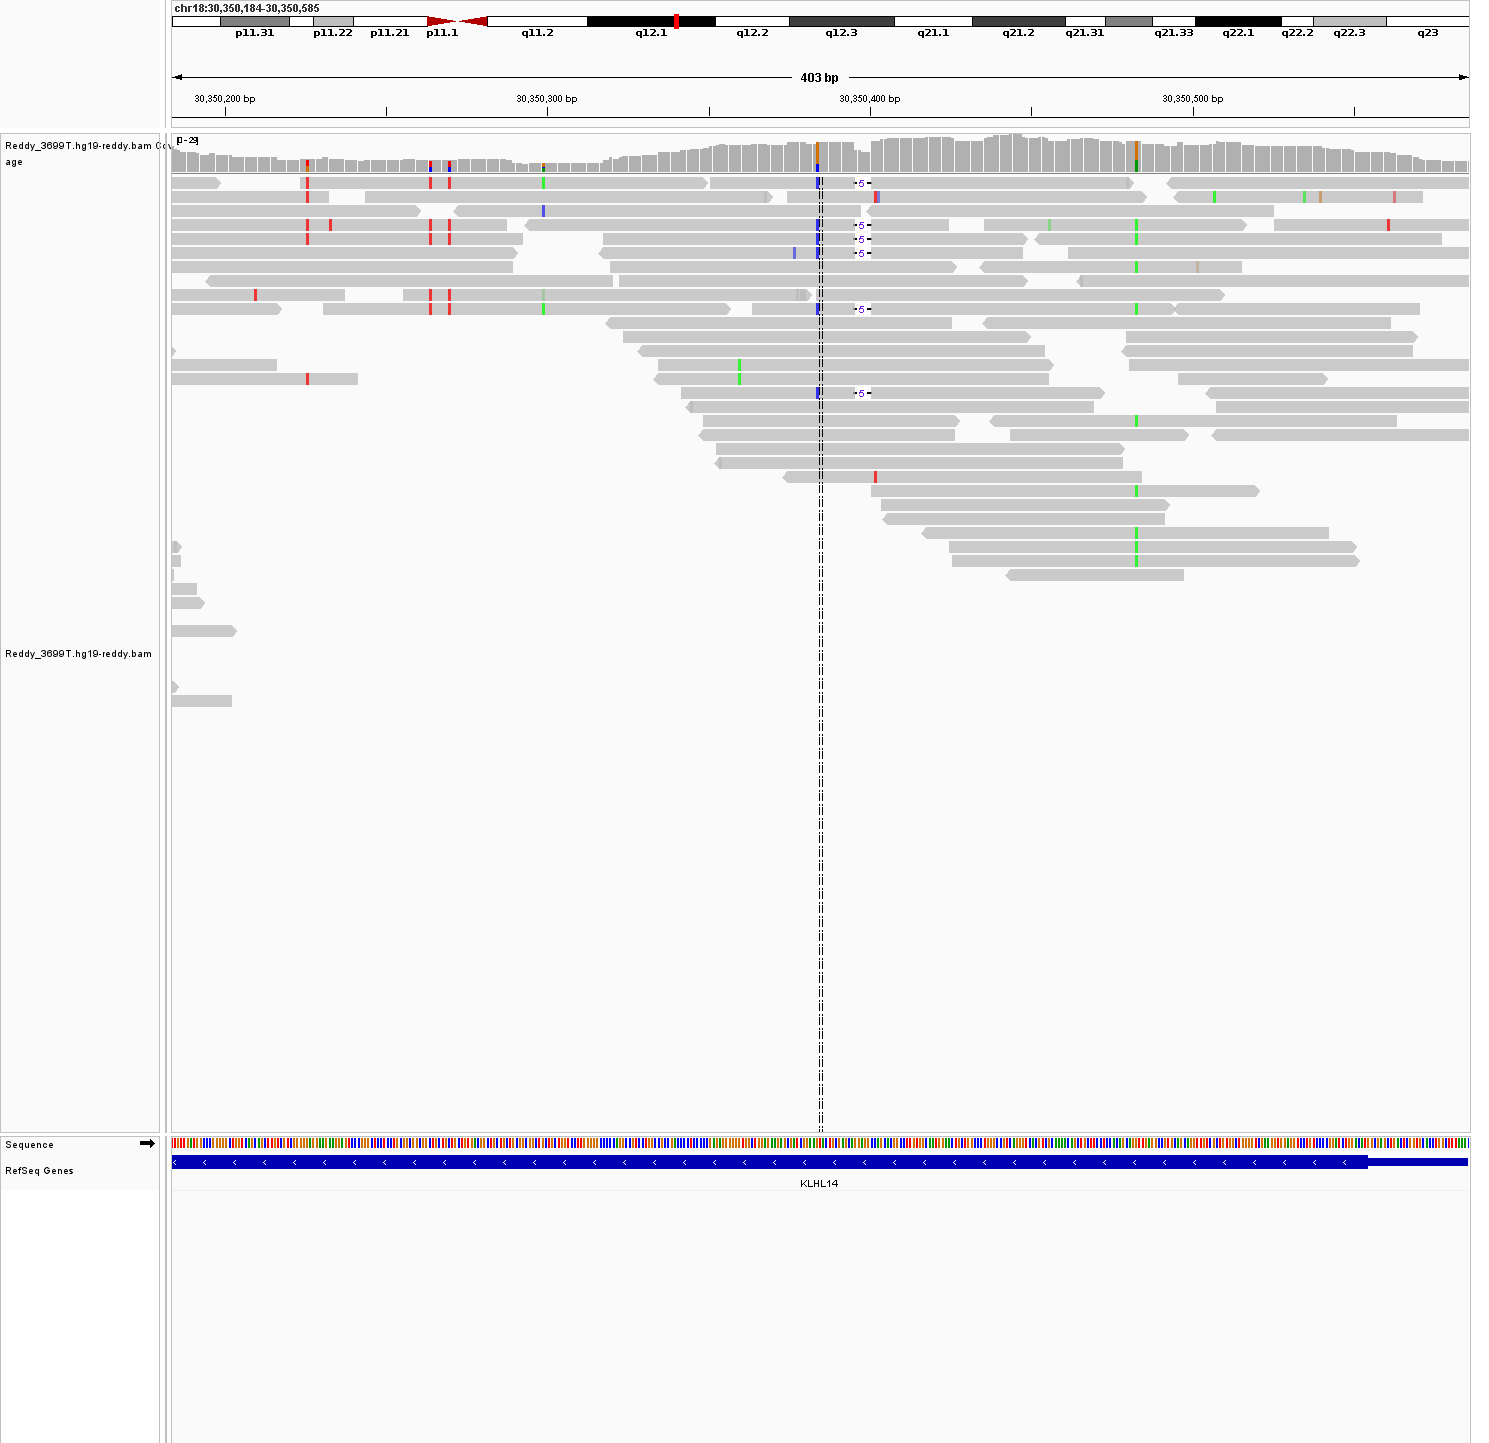 chr18:30,350,184-30,350,585
p11.31 p11.22 p11.21 p11.1 q11.2 q12.1 q12.2 q12.3 q21.1 q21.2 q21.31 q21.33 q22.1 q22.2 q22.3 q23
403 bp
30,350,200 bp 30,350,300 bp 30,350,400 bp 30,350,500 bp
Reddy_3699T.hg19-reddy.bam Cov
age
[0 - 29]
5
5
5
5
5
5
Reddy_3699T.hg19-reddy.bam
Sequence
RefSeq Genes
KLHL14